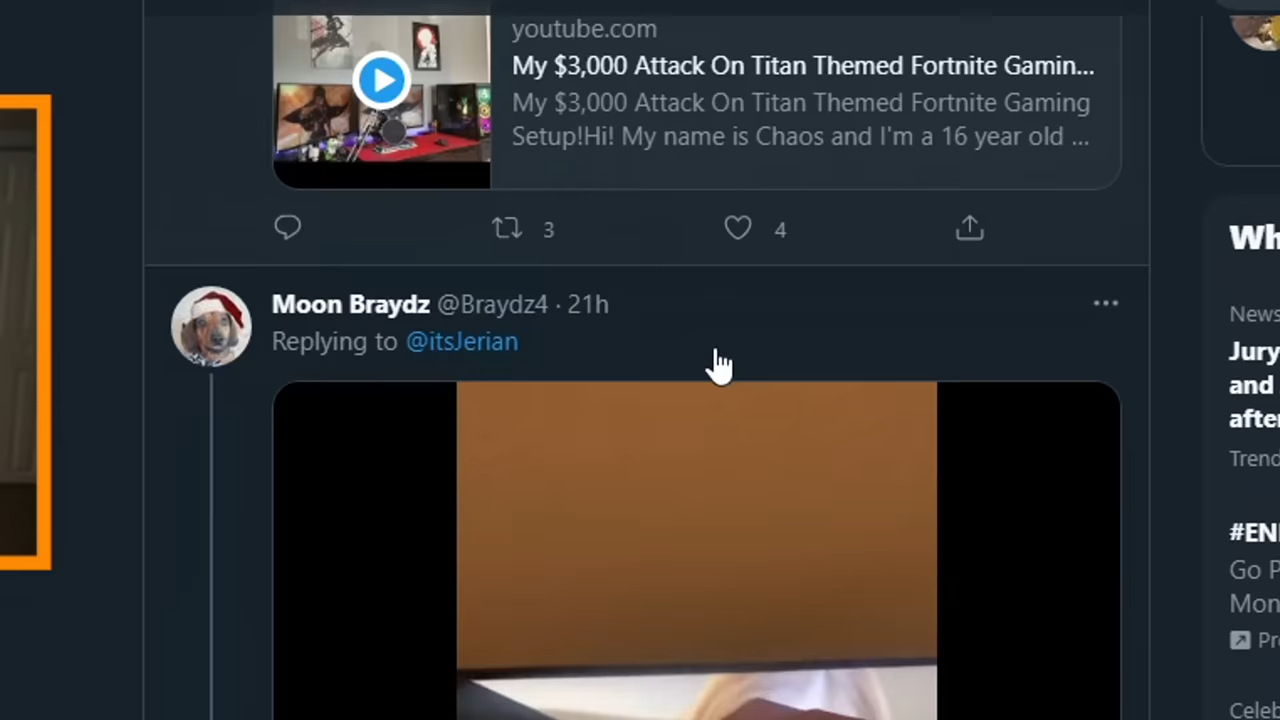 youtube.com
My $3,000 Attack On Titan Themed Fortnite Gamin...
My $3,000 Attack On Titan Themed Fortnite Gaming
Setup!Hi! My name is Chaos and I'm a 16 year old ...
3
4
Moon Braydz @Braydz4 · 21h
Replying to @itsJerian
Wh
News
Jury
and
after
Trend
#EN
Go P
Mon
Pr
Celeb